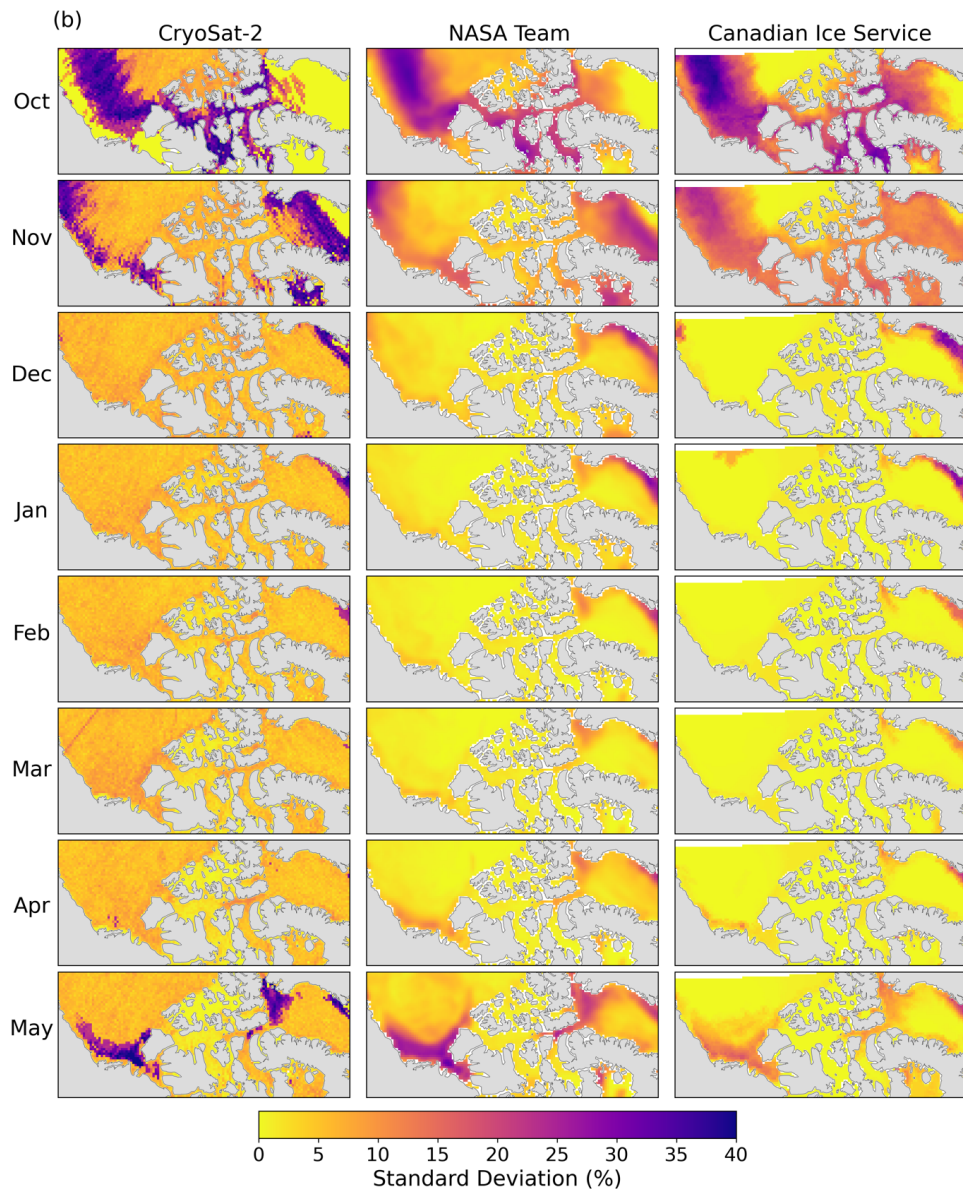 (b)
CryoSat-2 NASA Team Canadian Ice Service
Oct
Nov
Dec
Jan
Feb
Mar
Apr
May
0 5 10 15 20 25 30 35 40
Standard Deviation (%)